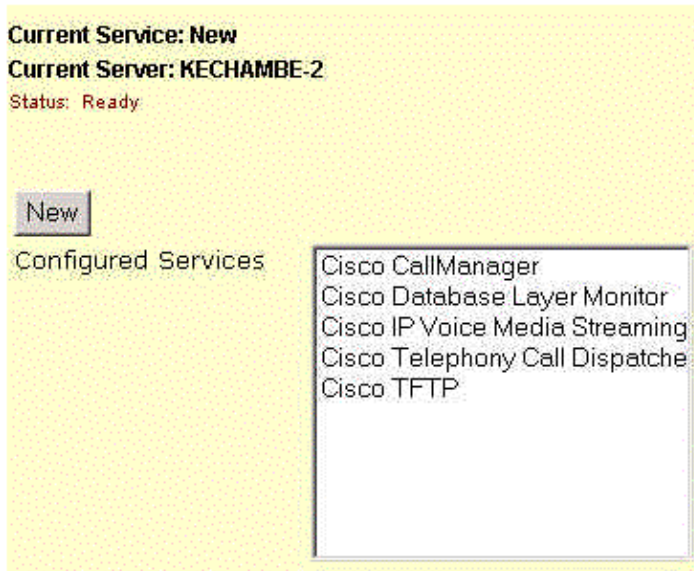 Current Service: New
Current Server: KECHAMBE-2
Status: Ready
New
Configured Services
Cisco CallManager
Cisco Database Layer Monitor
Cisco IP Voice Media Streaming
Cisco Telephony Call Dispatche
Cisco TFTP